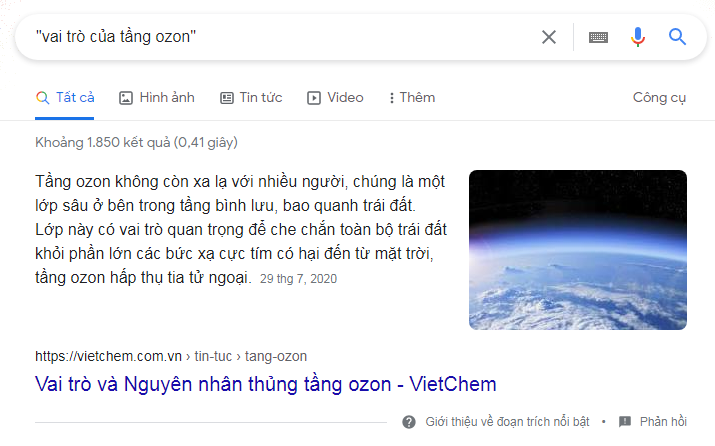 "vai trò của tầng ozon"
Tất cả Hình ảnh Tin tức Video Thêm Công cụ
Khoảng 1.850 kết quả (0,41 giây)
Tầng ozon không còn xa lạ với nhiều người, chúng là một
lớp sâu ở bên trong tầng bình lưu, bao quanh trái đất.
Lớp này có vai trò quan trọng để che chắn toàn bộ trái đất
khỏi phần lớn các bức xạ cực tím có hại đến từ mặt trời,
tầng ozon hấp thụ tia tử ngoại. 29 thg 7, 2020
https://vietchem.com.vn › tin-tuc › tang-ozon
Vai trò và Nguyên nhân thủng tầng ozon - VietChem
Giới thiệu về đoạn trích nổi bật • Phản hồi